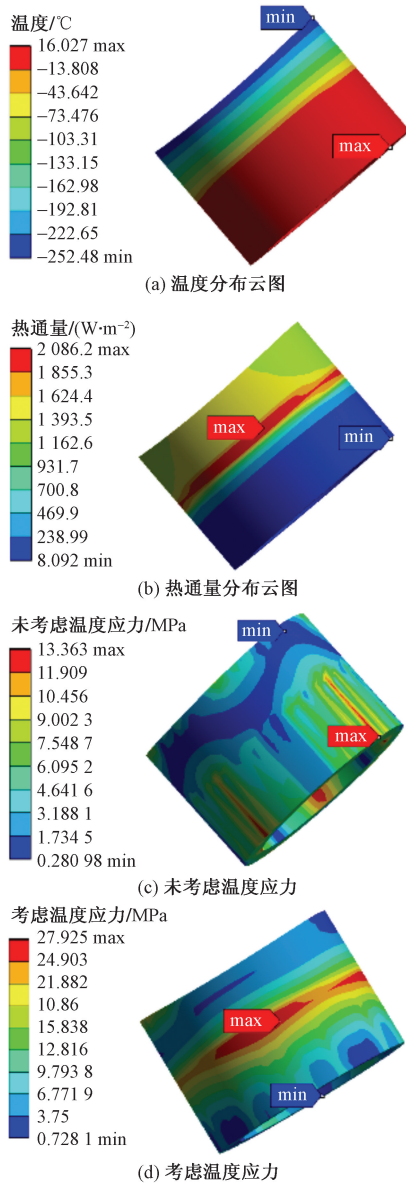 温度/℃
16.027 max
−13.808
−43.642
−73.476
−103.31
−133.15
−162.98
−192.81
−222.65
−252.48 min
min
max
(a) 温度分布云图
热通量/(W·m⁻²)
2 086.2 max
1 855.3
1 624.4
1 393.5
1 162.6
931.7
700.8
469.9
238.99
8.092 min
max
min
(b) 热通量分布云图
未考虑温度应力/MPa
13.363 max
11.909
10.456
9.002 3
7.548 7
6.095 2
4.641 6
3.188 1
1.734 5
0.280 98 min
min
max
(c) 未考虑温度应力
考虑温度应力/MPa
27.925 max
24.903
21.882
10.86
15.838
12.816
9.793 8
6.771 9
3.75
0.728 1 min
max
min
(d) 考虑温度应力